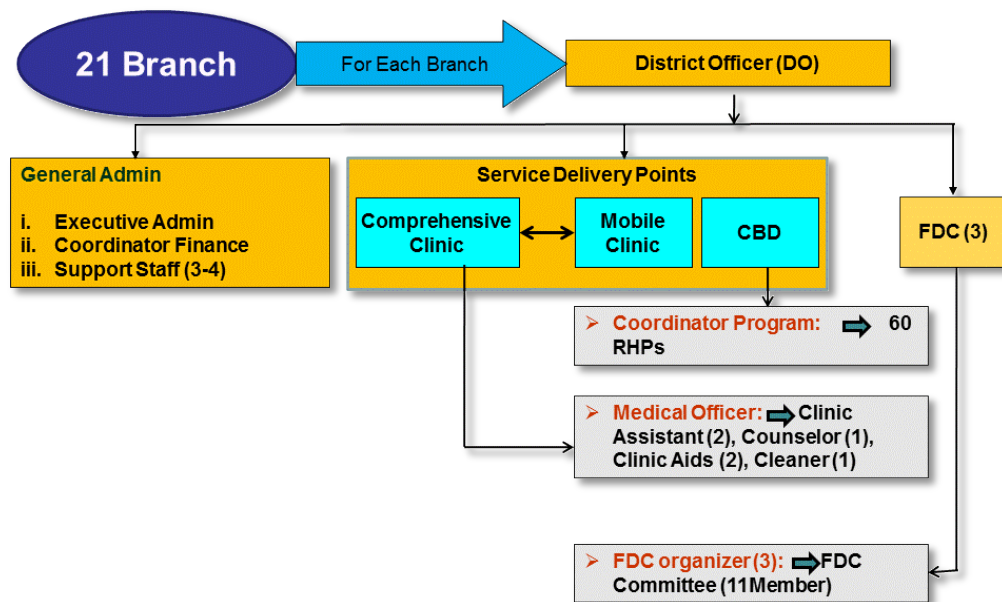 21 Branch
For Each Branch
District Officer (DO)
General Admin
i. Executive Admin
ii. Coordinator Finance
iii. Support Staff (3-4)
Service Delivery Points
Comprehensive
Clinic
Mobile
Clinic
CBD
FDC (3)
➢ Coordinator Program: 60
RHPs
➢ Medical Officer: Clinic
Assistant (2), Counselor (1),
Clinic Aids (2), Cleaner (1)
➢ FDC organizer (3): FDC
Committee (11Member)